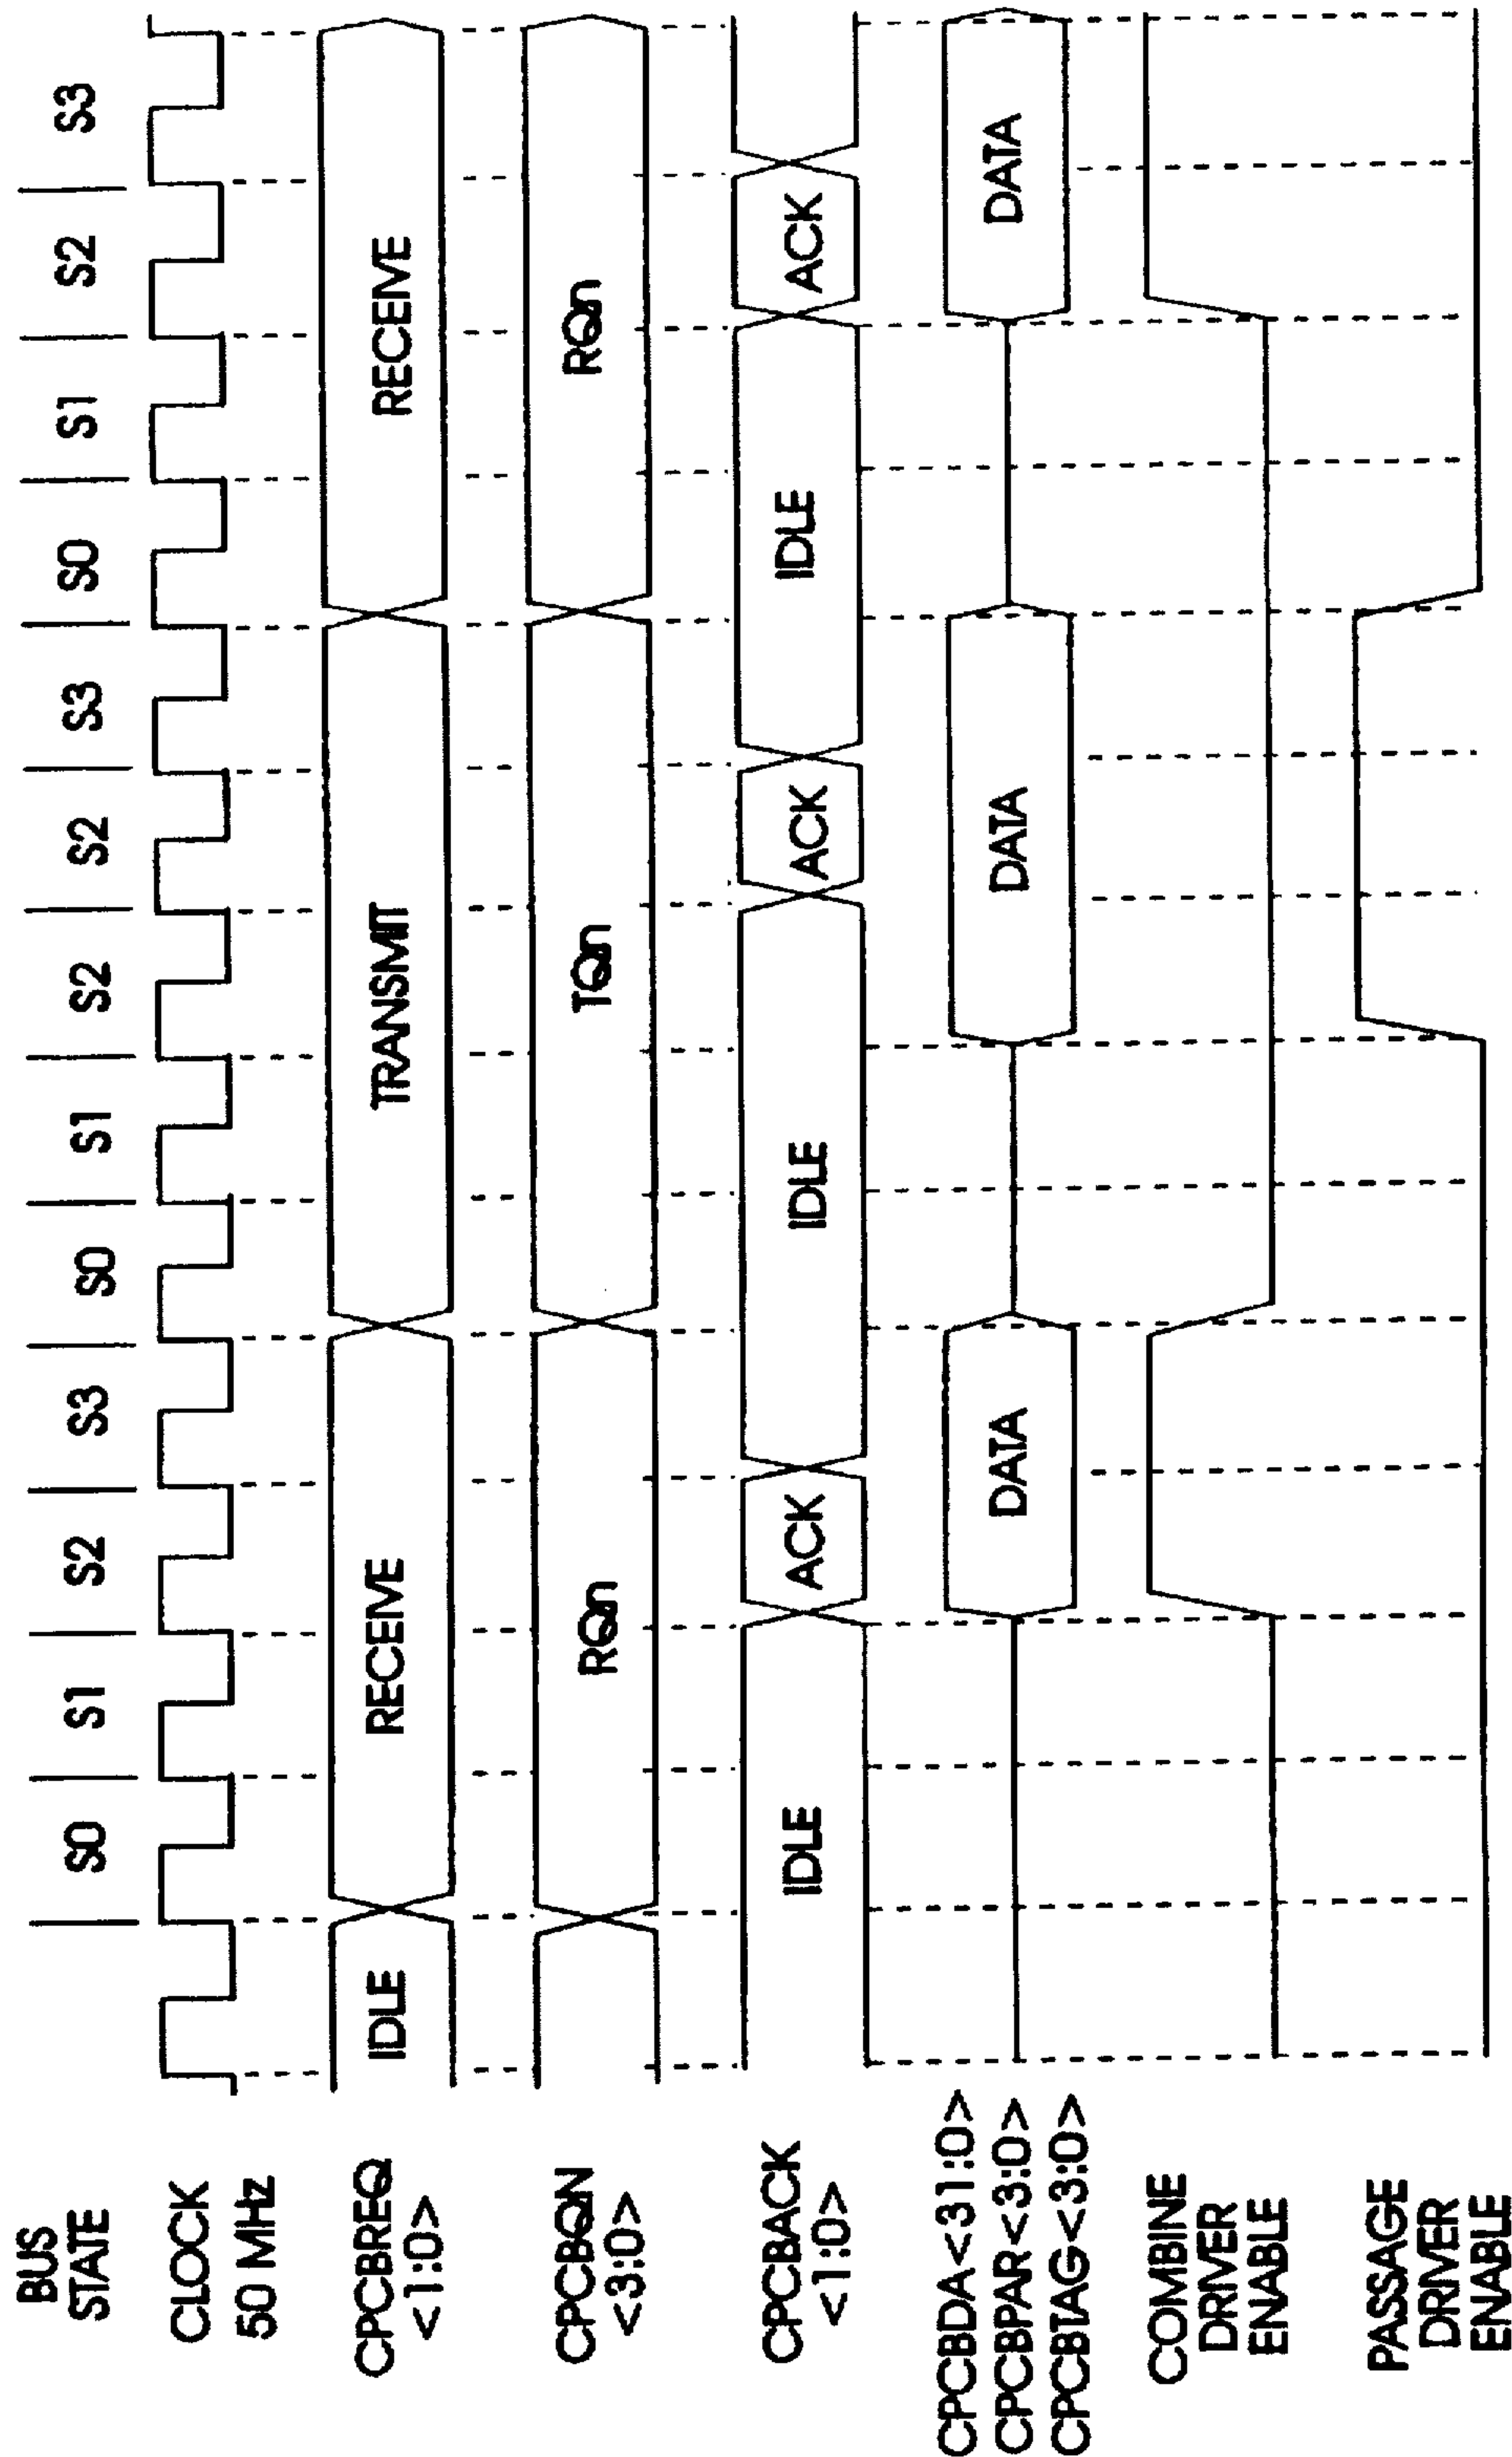 BUS
STATE
S0 S1 S2 S3 S0 S1 S2 S2 S3 S0 S1 S2 S3
CLOCK
50 MHz
CPCBREQ
<1:0>
IDLE RECEIVE TRANSMIT RECEIVE
CPCBQN
<3:0>
RQn TQn RQn
CPCBACK
<1:0>
IDLE ACK IDLE ACK IDLE ACK
CPCBDA<31:0>
CPCBPAR<3:0>
CPCBTAG<3:0>
DATA DATA DATA
COMBINE
DRIVER
ENABLE
PASSAGE
DRIVER
ENABLE